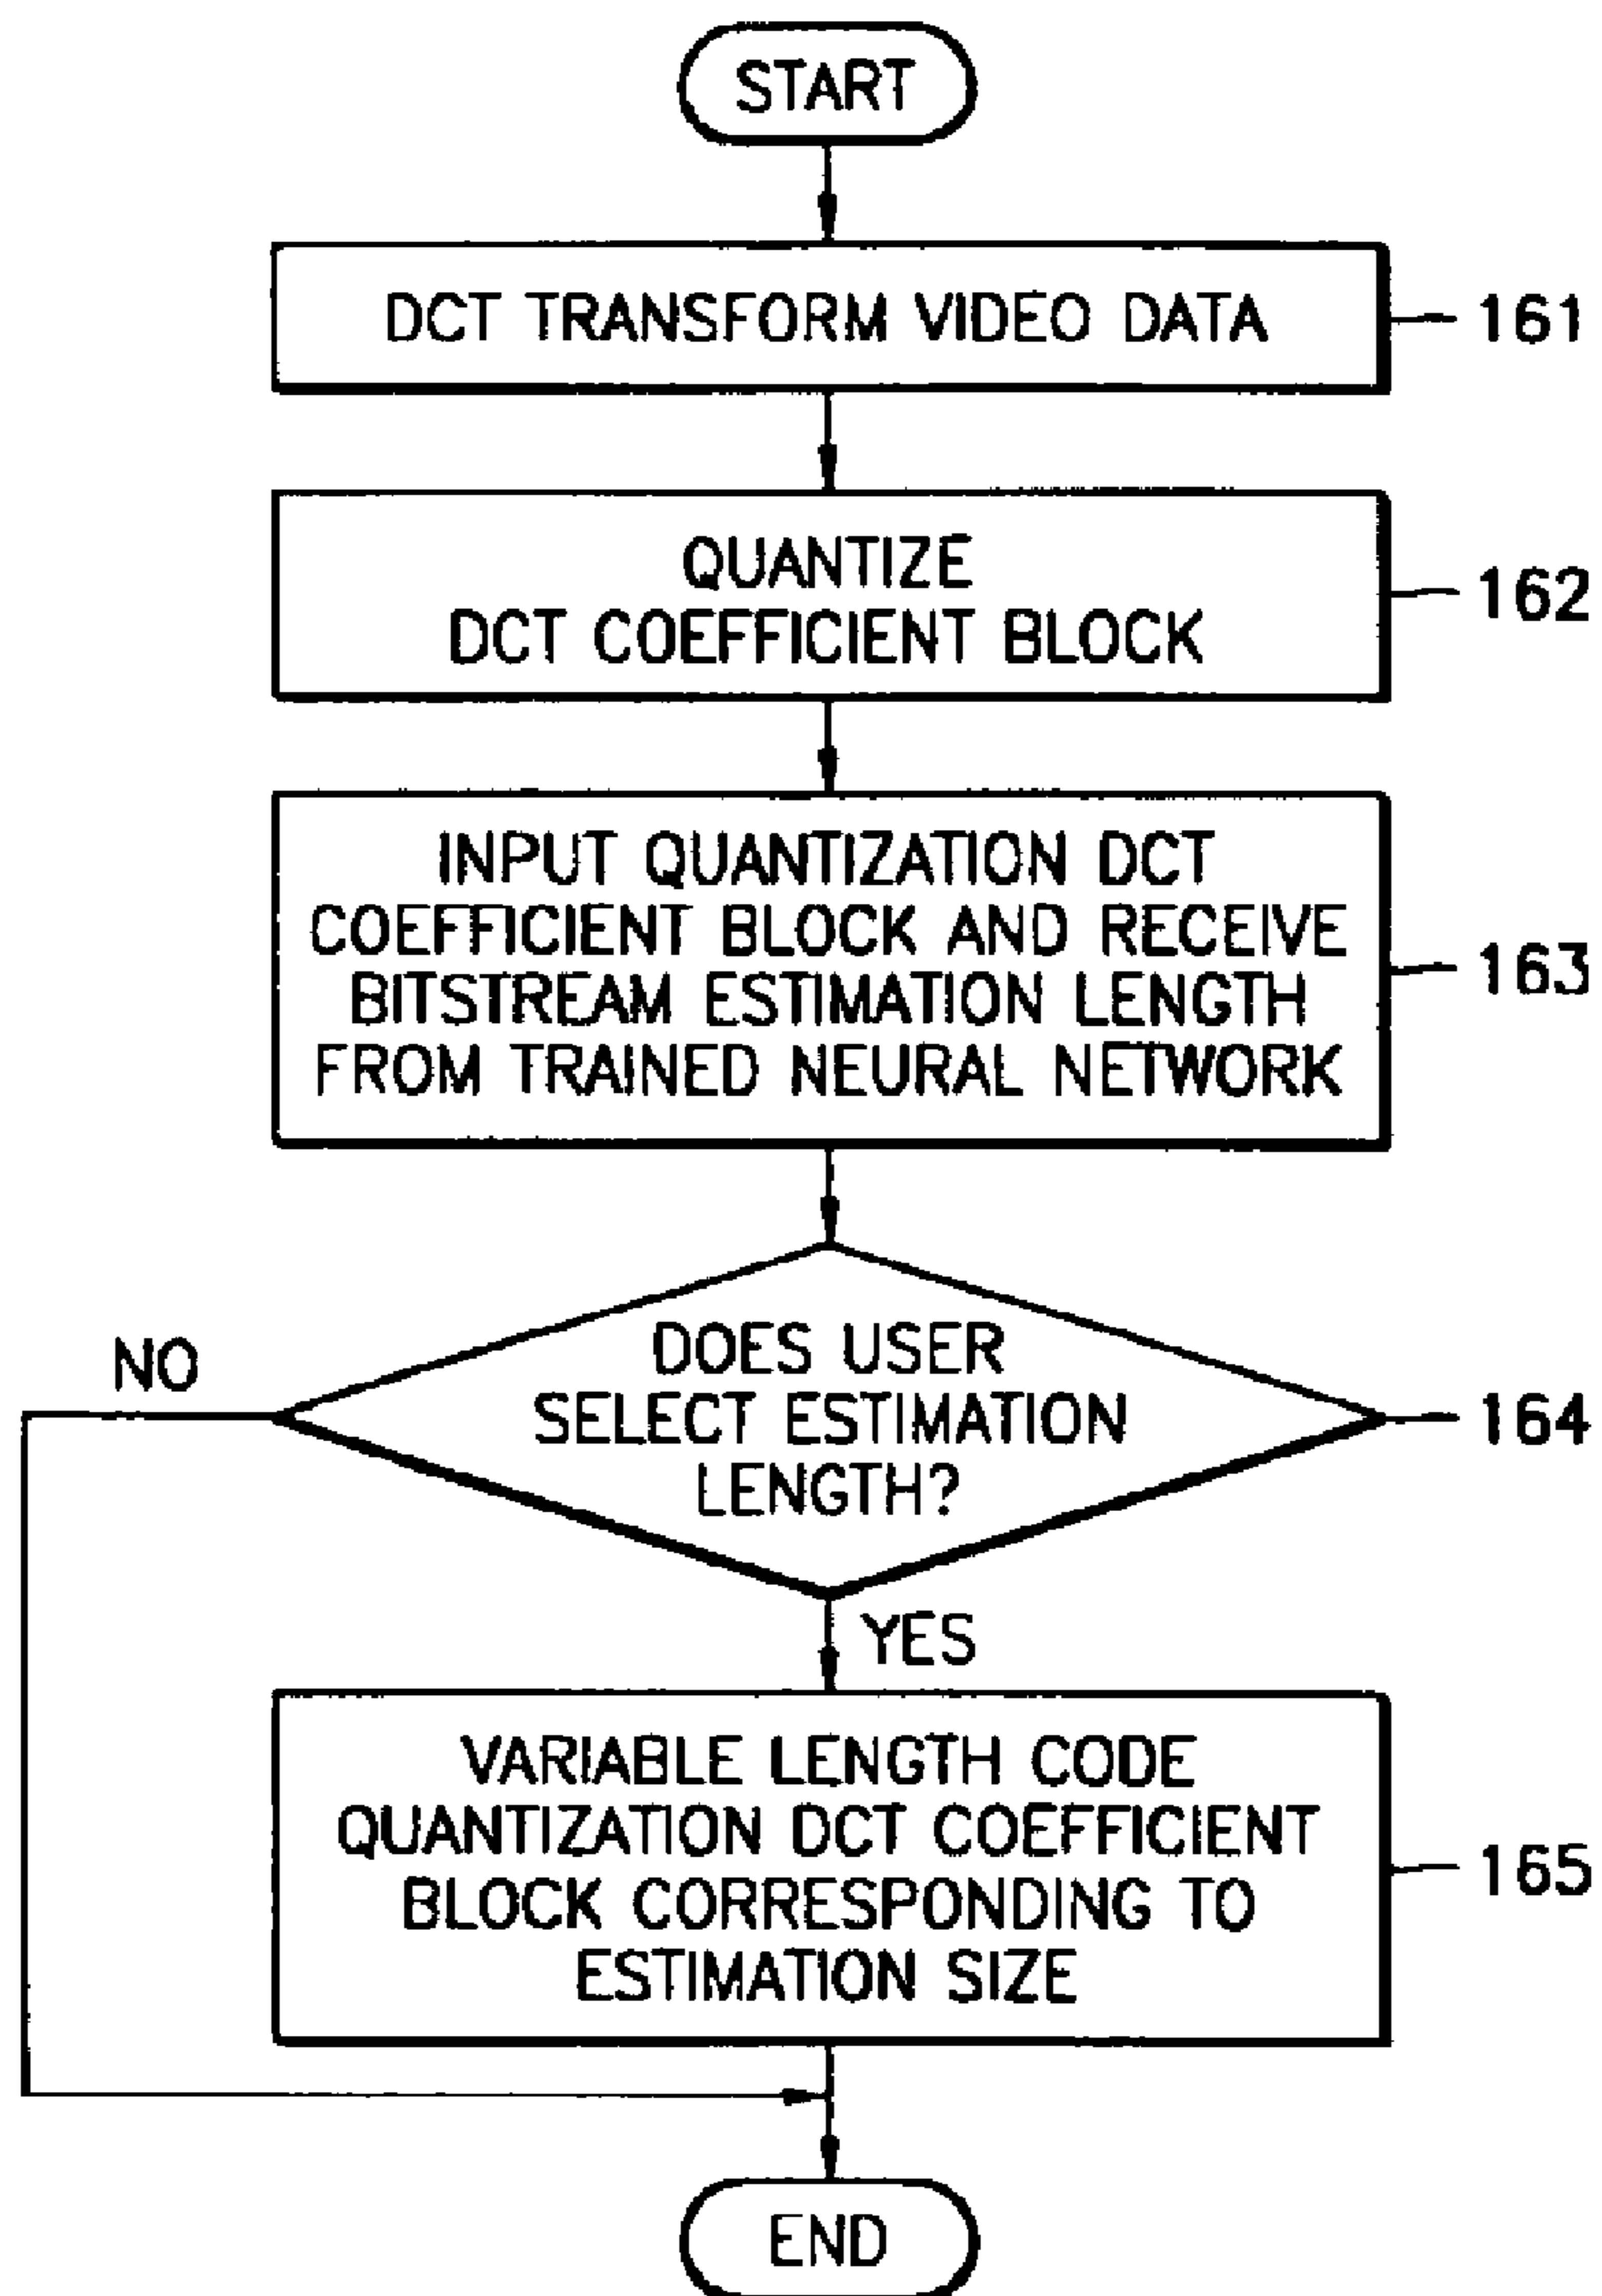 START
DCT TRANSFORM VIDEO DATA
161
QUANTIZE
DCT COEFFICIENT BLOCK
162
INPUT QUANTIZATION DCT
COEFFICIENT BLOCK AND RECEIVE
BITSTREAM ESTIMATION LENGTH
FROM TRAINED NEURAL NETWORK
163
DOES USER
SELECT ESTIMATION
LENGTH?
164
NO
YES
VARIABLE LENGTH CODE
QUANTIZATION DCT COEFFICIENT
BLOCK CORRESPONDING TO
ESTIMATION SIZE
165
END